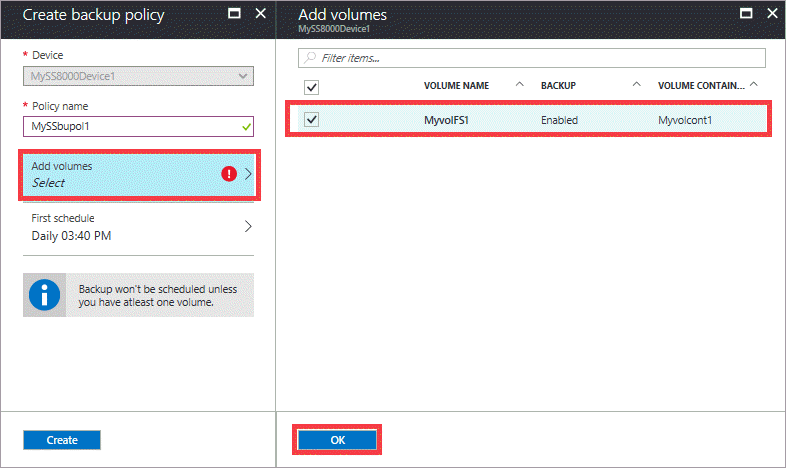 Create backup policy
* Device
MySS8000Device1
* Policy name
MySSbupol1
Add volumes
Select
!
First schedule
Daily 03:40 PM
i
Backup won't be scheduled unless
you have atleast one volume.
Create
Add volumes
MySS8000Device1
Filter items...
VOLUME NAME BACKUP VOLUME CONTAIN...
MyvolFS1 Enabled Myvolcont1
OK